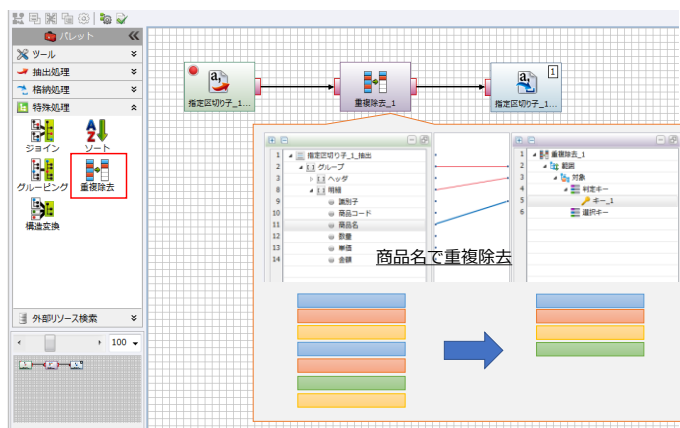 パレット
ツール
抽出処理
格納処理
特殊処理
ジョイン
ソート
グルーピング
重複除去
構造変換
外部リソース検索
100
a,
指定区切り子_1...
重複除去_1
1
a,
指定区切り子_1...
1 指定区切り子_1_抽出
2 グループ
3 ヘッダ
8 明細
9 識別子
10 商品コード
11 商品名
12 数量
13 単価
14 金額
1 重複除去_1
2 範囲
3 対象
4 判定キー
5 キー_1
6 選択キー
商品名で重複除去